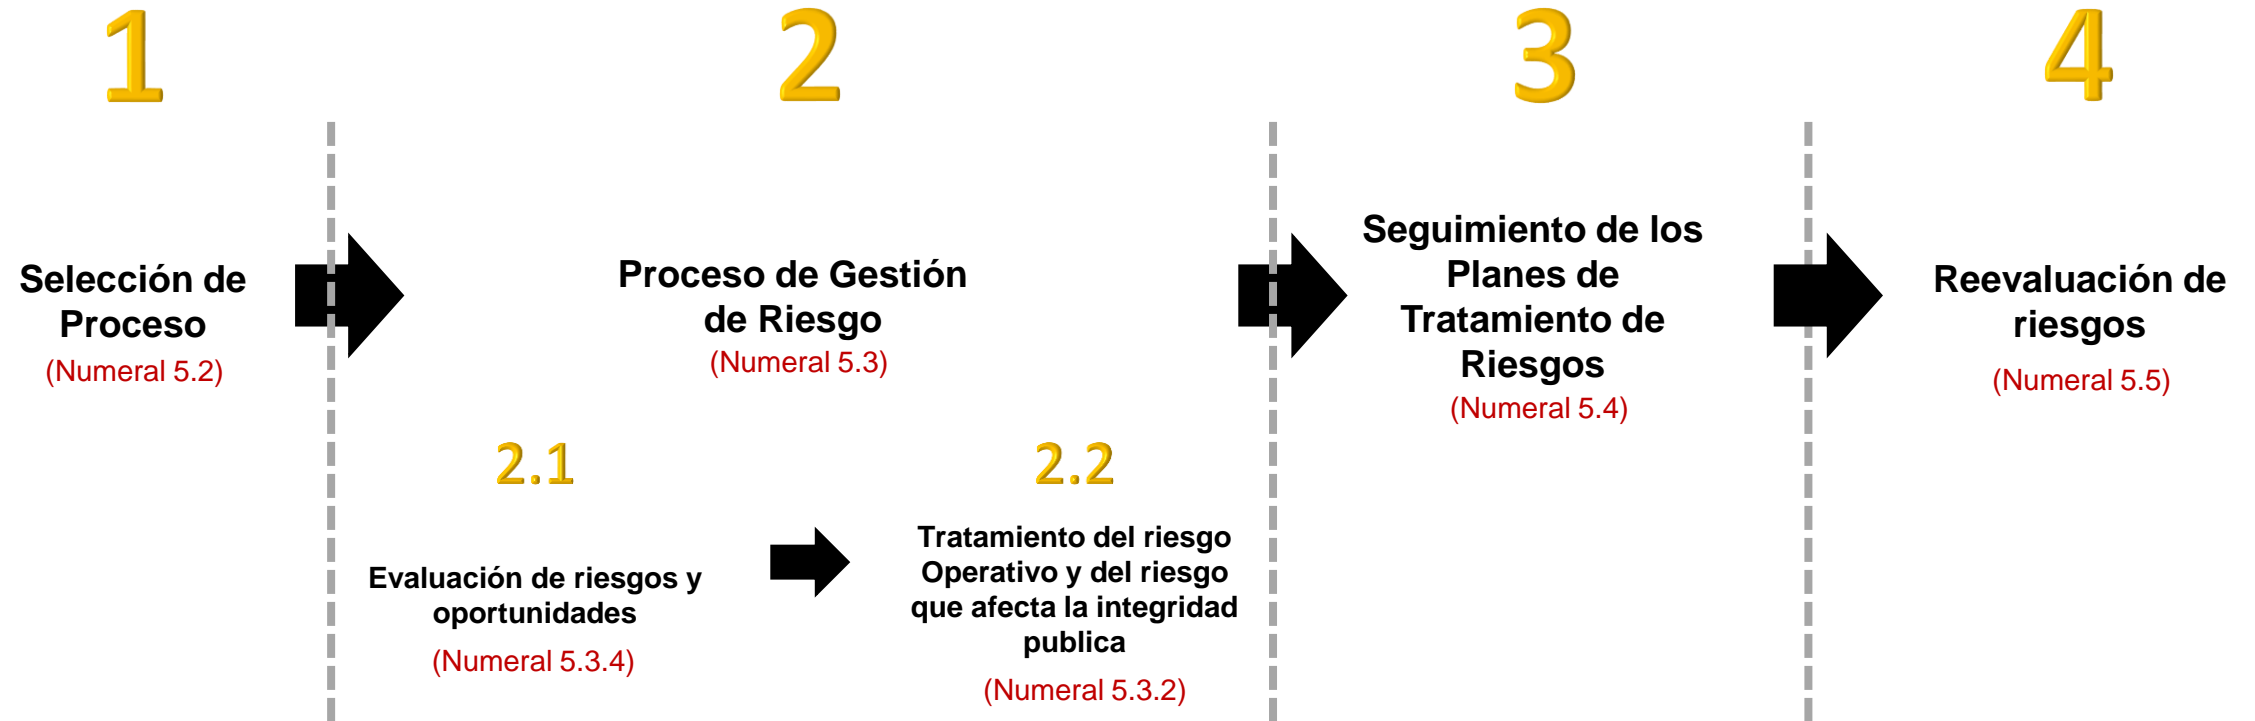 1
Selección de
Proceso
(Numeral 5.2)
2
Proceso de Gestión
de Riesgo
(Numeral 5.3)
2.1
Evaluación de riesgos y
oportunidades
(Numeral 5.3.4)
2.2
Tratamiento del riesgo
Operativo y del riesgo
que afecta la integridad
publica
(Numeral 5.3.2)
3
Seguimiento de los
Planes de
Tratamiento de
Riesgos
(Numeral 5.4)
4
Reevaluación de
riesgos
(Numeral 5.5)